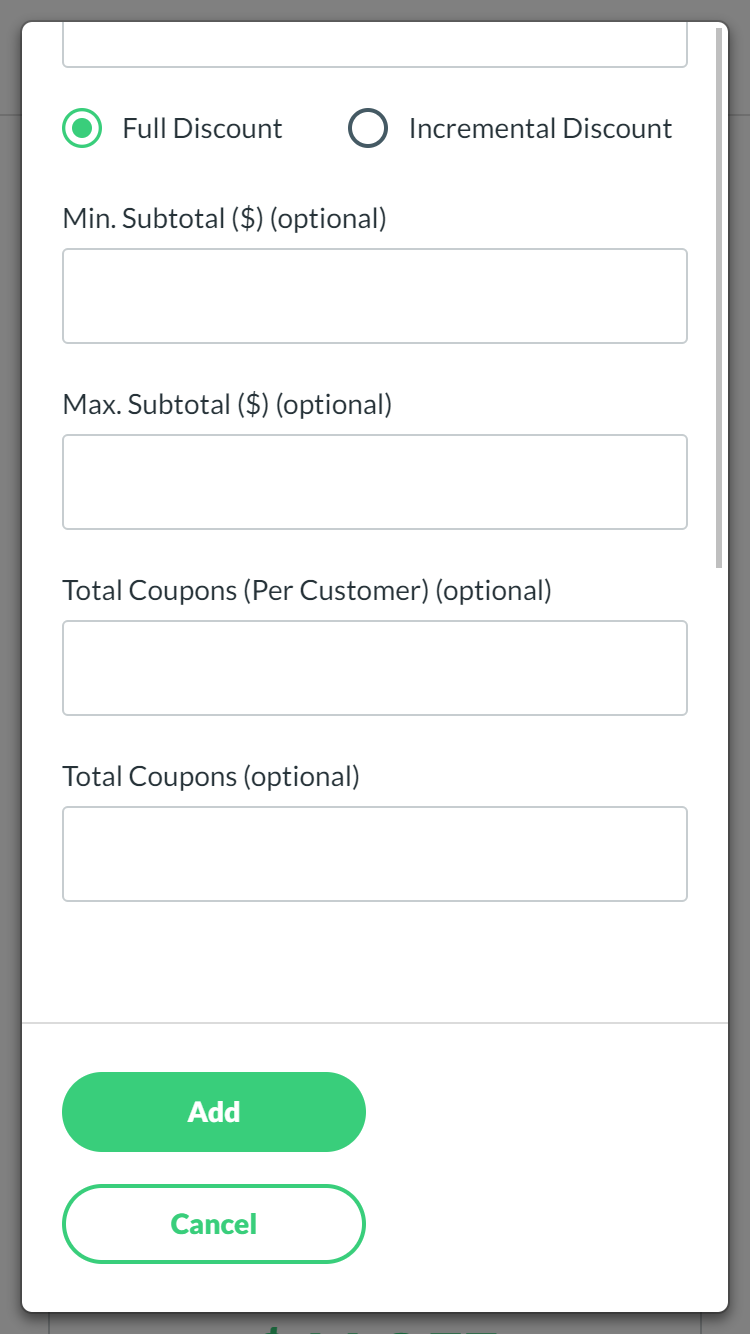 Full Discount
Incremental Discount
Min. Subtotal ($) (optional)
Max. Subtotal ($) (optional)
Total Coupons (Per Customer) (optional)
Total Coupons (optional)
Add
Cancel